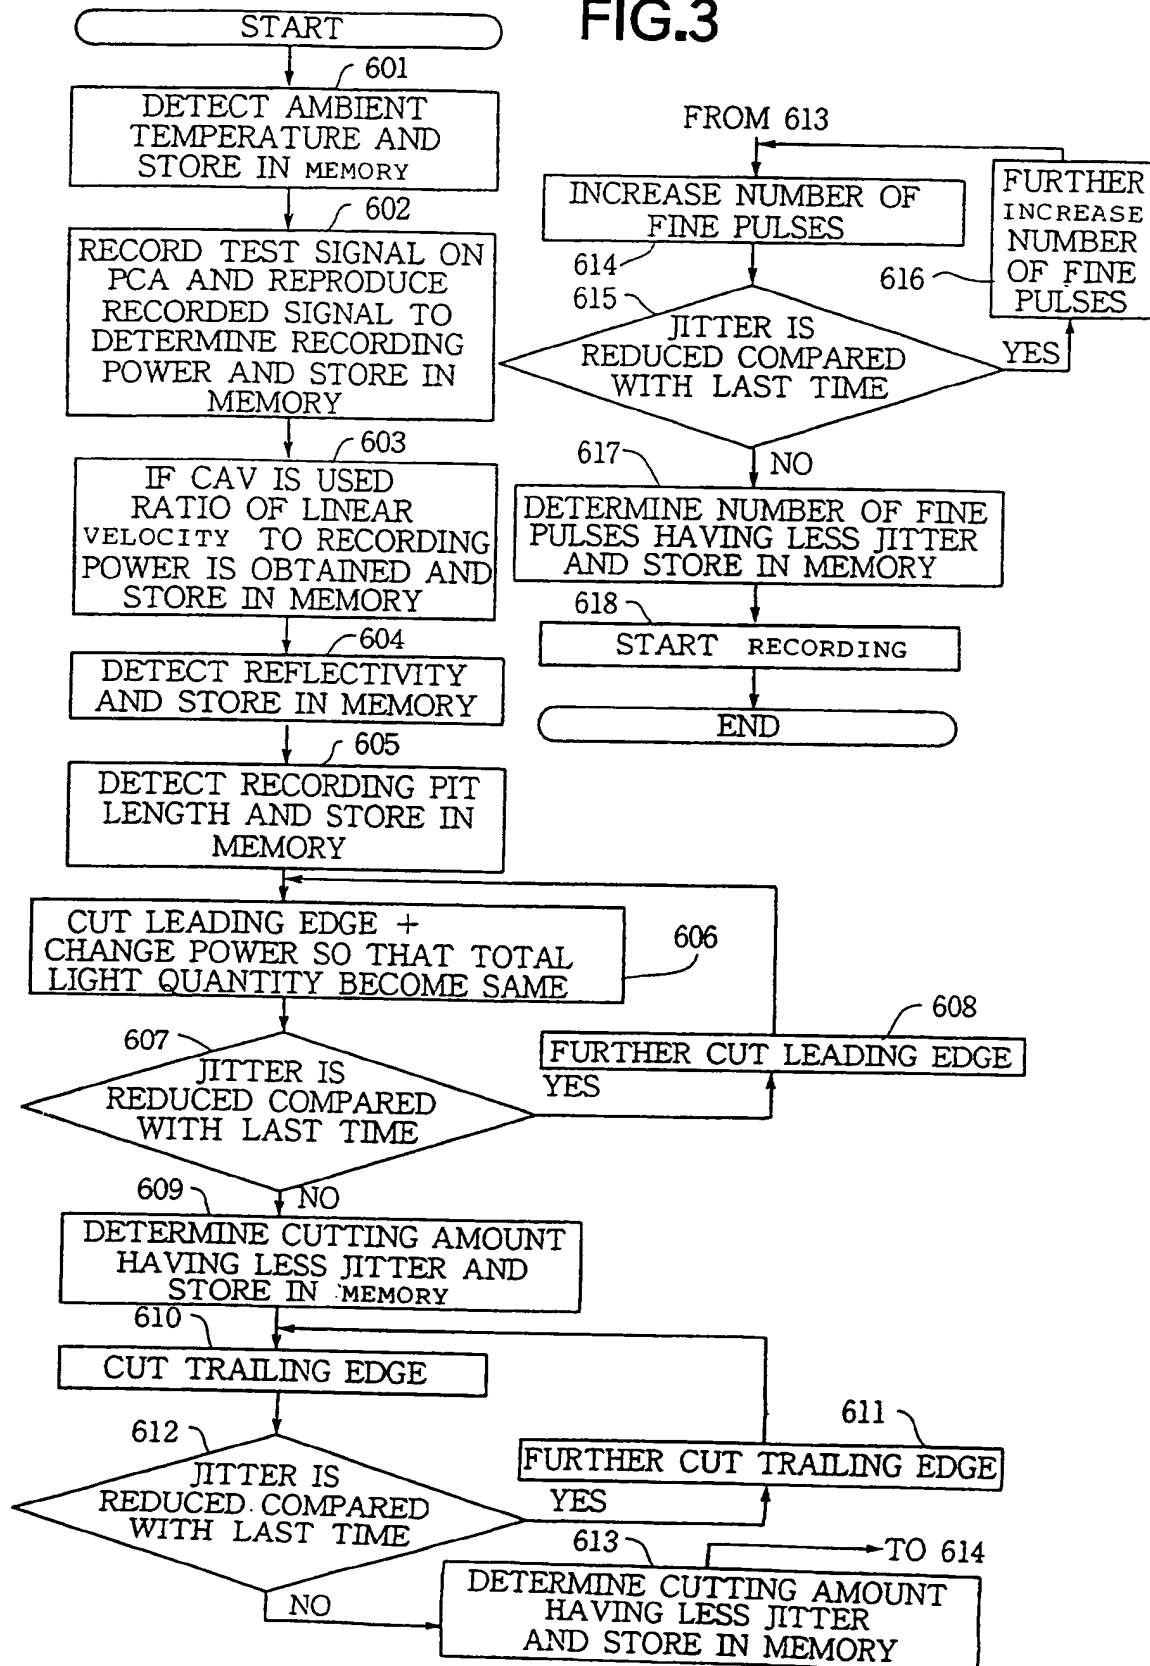 FIG.3
START
601
DETECT AMBIENT
TEMPERATURE AND
STORE IN MEMORY
602
RECORD TEST SIGNAL ON
PCA AND REPRODUCE
RECORDED SIGNAL TO
DETERMINE RECORDING
POWER AND STORE IN
MEMORY
603
IF CAV IS USED
RATIO OF LINEAR
VELOCITY TO RECORDING
POWER IS OBTAINED AND
STORE IN MEMORY
604
DETECT REFLECTIVITY
AND STORE IN MEMORY
605
DETECT RECORDING PIT
LENGTH AND STORE IN
MEMORY
CUT LEADING EDGE +
CHANGE POWER SO THAT TOTAL
LIGHT QUANTITY BECOME SAME
606
607
JITTER IS
REDUCED COMPARED
WITH LAST TIME
YES
608
FURTHER CUT LEADING EDGE
NO
609
DETERMINE CUTTING AMOUNT
HAVING LESS JITTER AND
STORE IN MEMORY
610
CUT TRAILING EDGE
612
JITTER IS
REDUCED COMPARED
WITH LAST TIME
YES
611
FURTHER CUT TRAILING EDGE
NO
613
TO 614
DETERMINE CUTTING AMOUNT
HAVING LESS JITTER
AND STORE IN MEMORY
FROM 613
INCREASE NUMBER OF
FINE PULSES
614
615
JITTER IS
REDUCED COMPARED
WITH LAST TIME
YES
616
FURTHER
INCREASE
NUMBER
OF FINE
PULSES
NO
617
DETERMINE NUMBER OF FINE
PULSES HAVING LESS JITTER
AND STORE IN MEMORY
618
START RECORDING
END